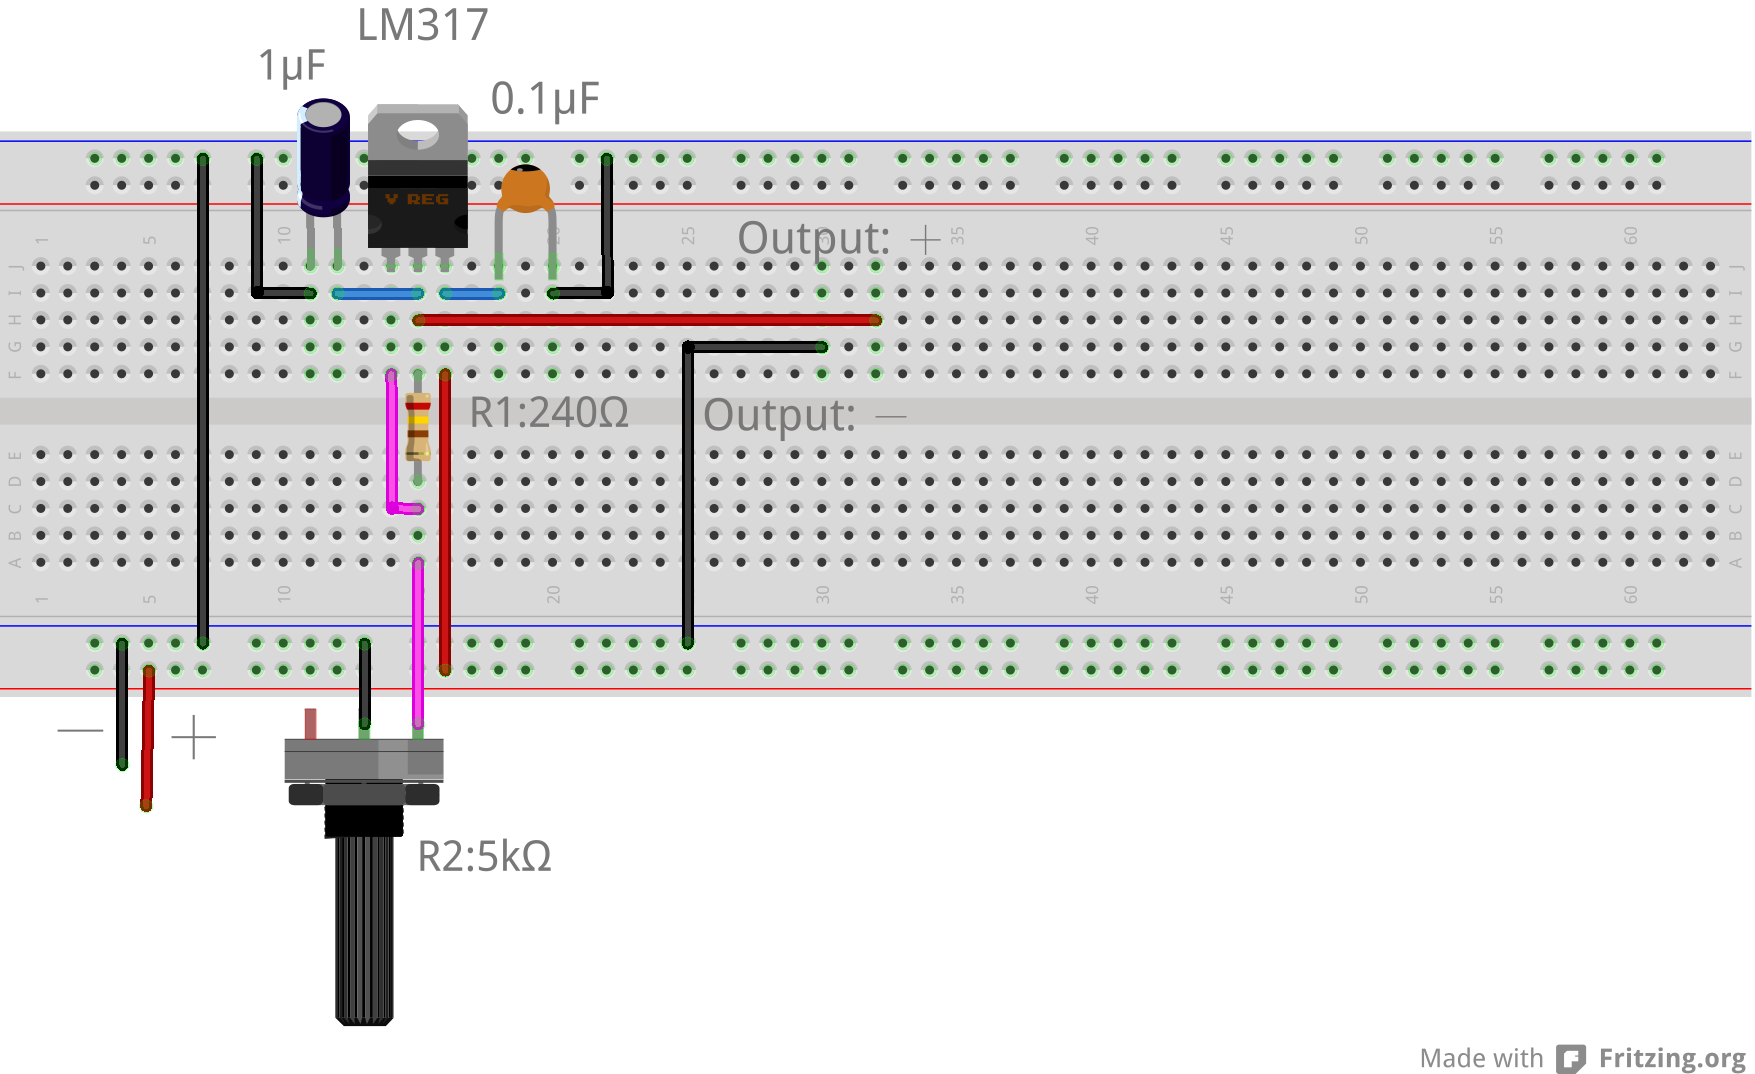 LM317
1µF
0.1µF
V REG
1 5 10 20 25 30 35 40 45 50 55 60
Output: +
J J
I I
H H
G G
F F
R1:240Ω
Output: —
E E
D D
C C
B B
A A
1 5 10 20 30 35 40 45 50 55 60
— +
R2:5kΩ
Made with Fritzing.org